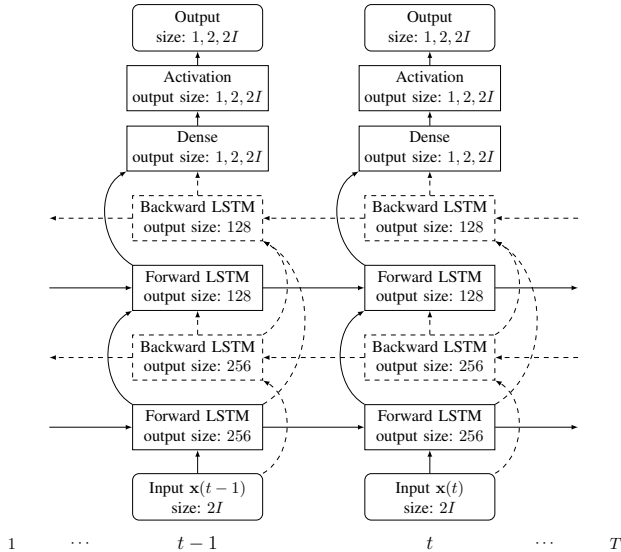 Output
size: 1, 2, 2I
Output
size: 1, 2, 2I
Activation
output size: 1, 2, 2I
Activation
output size: 1, 2, 2I
Dense
output size: 1, 2, 2I
Dense
output size: 1, 2, 2I
Backward LSTM
output size: 128
Backward LSTM
output size: 128
Forward LSTM
output size: 128
Forward LSTM
output size: 128
Backward LSTM
output size: 256
Backward LSTM
output size: 256
Forward LSTM
output size: 256
Forward LSTM
output size: 256
Input x(t − 1)
size: 2I
Input x(t)
size: 2I
1 ··· t − 1 t ··· T